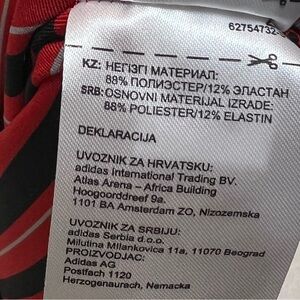 62754732
KZ: НЕГІЗГІ МАТЕРИАЛ:
88% ПОЛИЭСТЕР/12% ЭЛАСТАН
SRB: OSNOVNI MATERIJAL IZRADE:
88% POLIESTER/12% ELASTIN
DEKLARACIJA
UVOZNIK ZA HRVATSKU:
adidas International Trading BV.
Atlas Arena – Africa Building
Hoogoorddreef 9a.
1101 BA Amsterdam ZO, Nizozemska
UVOZNIK ZA SRBIJU:
adidas Serbia d.o.o.
Milutina Milankovica 11a, 11070 Beograd
PROIZVODJAC:
Adidas AG
Postfach 1120
Herzogenaurach, Nemacka